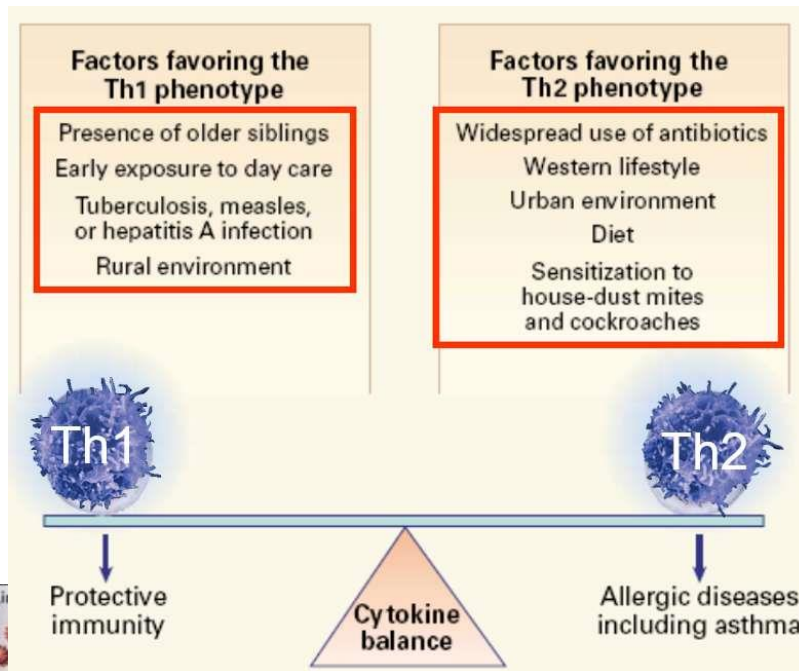 Factors favoring the
Th1 phenotype
Presence of older siblings
Early exposure to day care
Tuberculosis, measles,
or hepatitis A infection
Rural environment
Factors favoring the
Th2 phenotype
Widespread use of antibiotics
Western lifestyle
Urban environment
Diet
Sensitization to
house-dust mites
and cockroaches
Th1
Th2
Protective
immunity
Cytokine
balance
Allergic diseases
including asthma